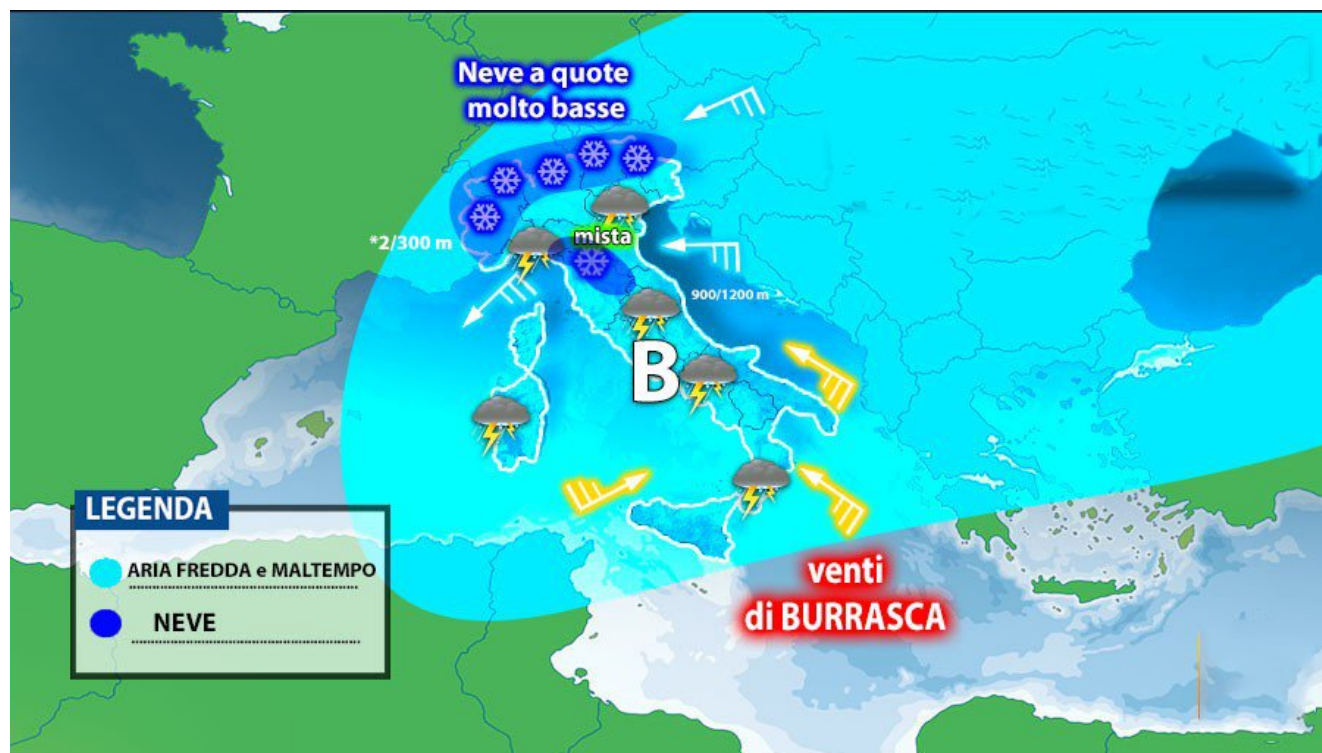 Neve a quote
molto basse
*2/300 m
mista
900/1200 m
B
LEGENDA
ARIA FREDDA e MALTEMPO
NEVE
venti
di BURRASCA